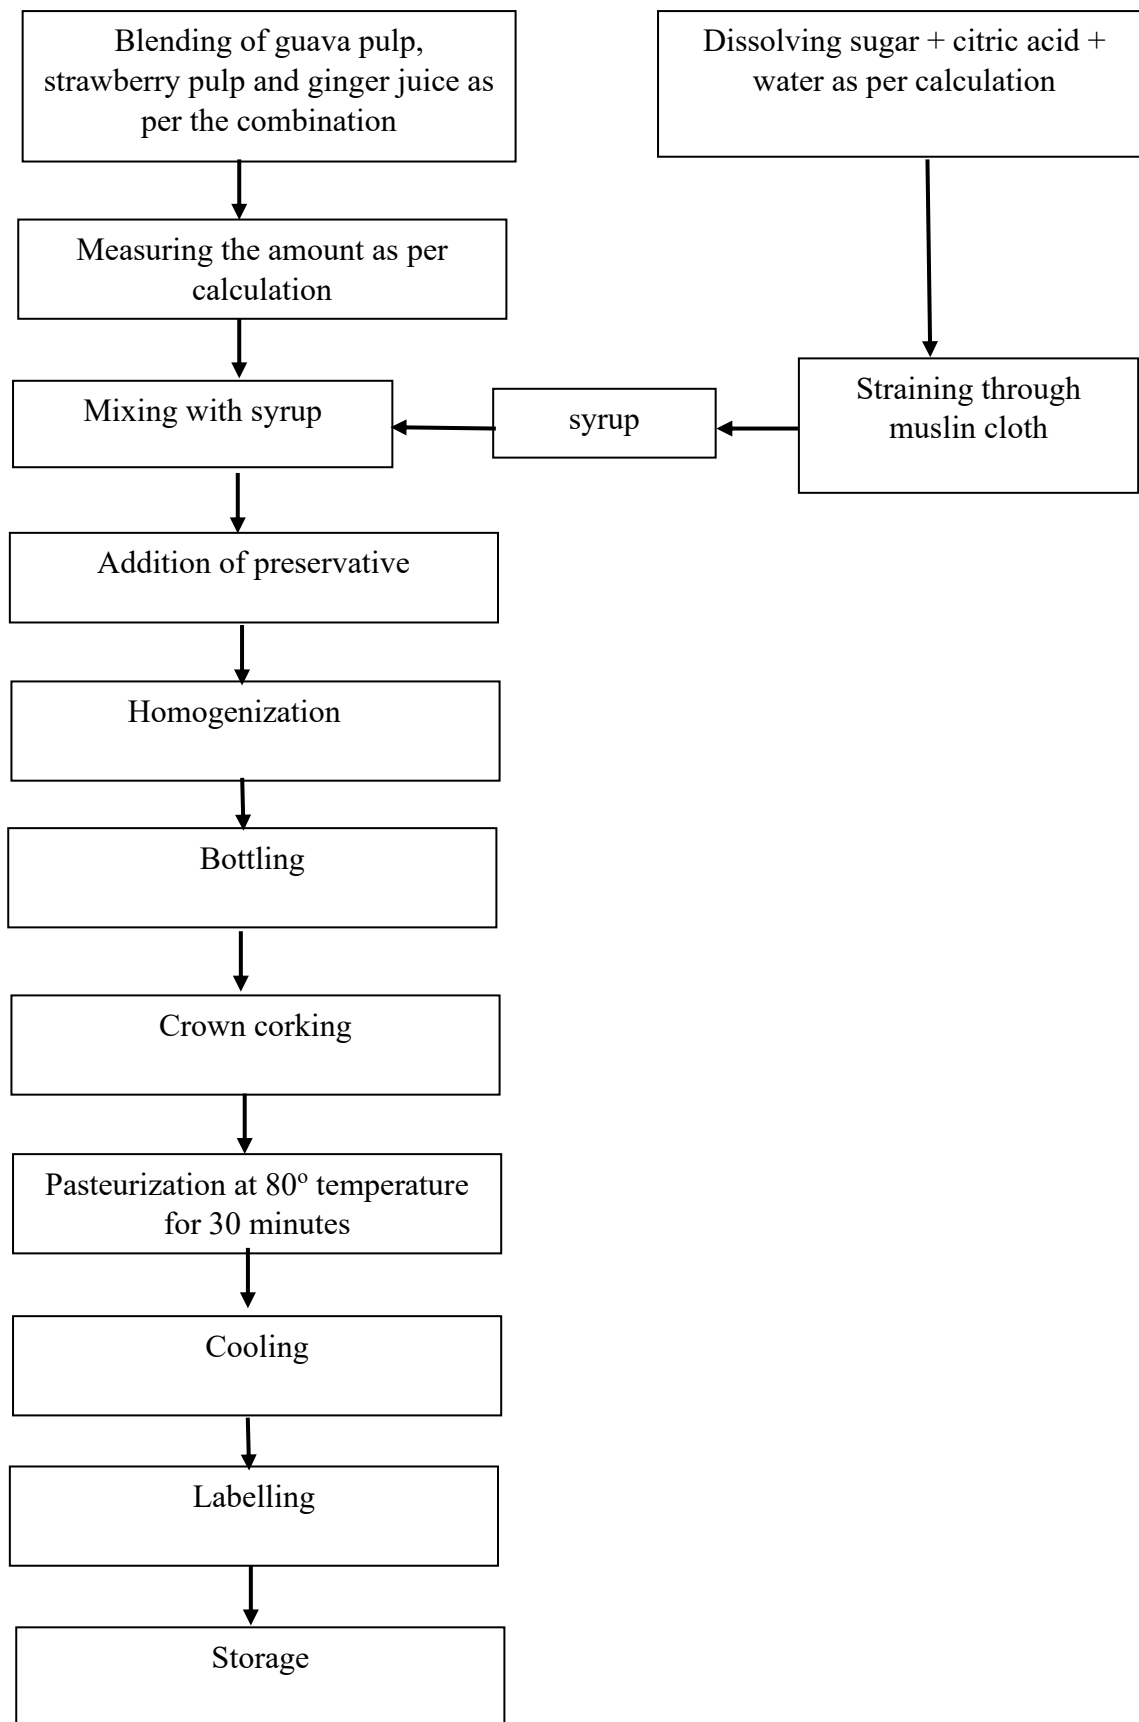 Blending of guava pulp,
strawberry pulp and ginger juice as
per the combination
Dissolving sugar + citric acid +
water as per calculation
Measuring the amount as per
calculation
Mixing with syrup
syrup
Straining through
muslin cloth
Addition of preservative
Homogenization
Bottling
Crown corking
Pasteurization at 80º temperature
for 30 minutes
Cooling
Labelling
Storage